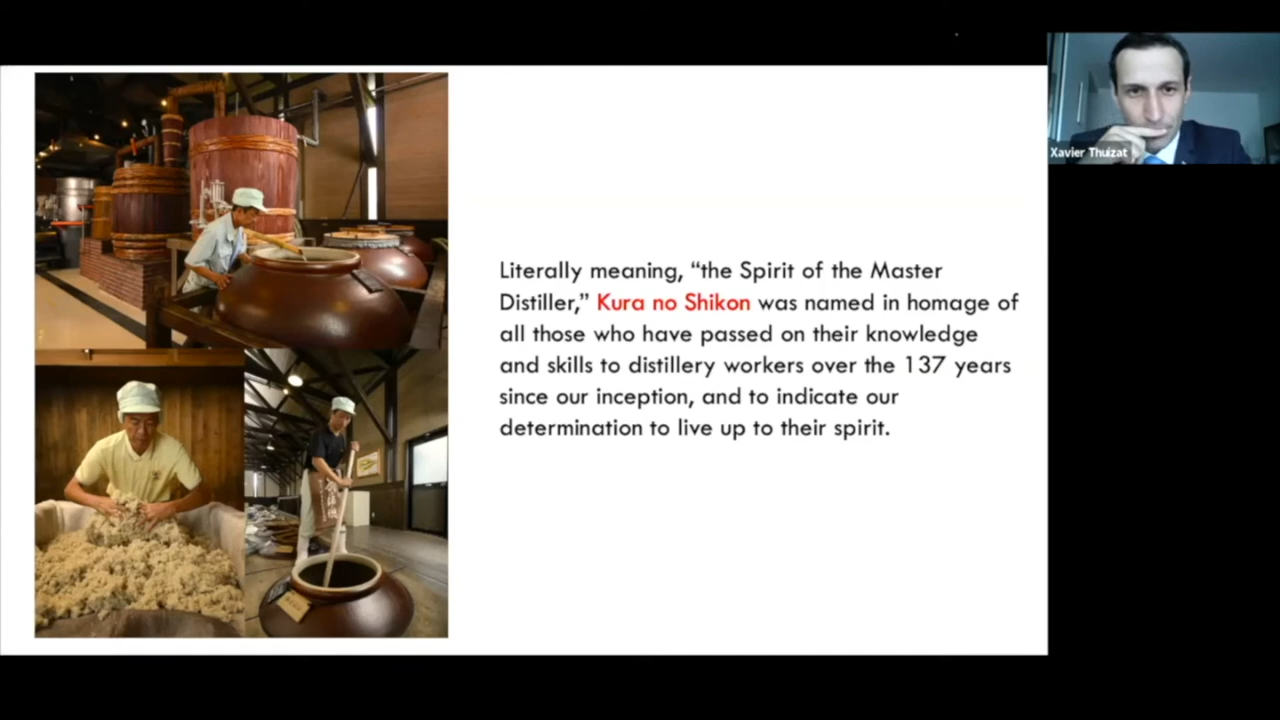 Xavier Thuizat
Literally meaning, “the Spirit of the Master
Distiller,” Kura no Shikon was named in homage of
all those who have passed on their knowledge
and skills to distillery workers over the 137 years
since our inception, and to indicate our
determination to live up to their spirit.